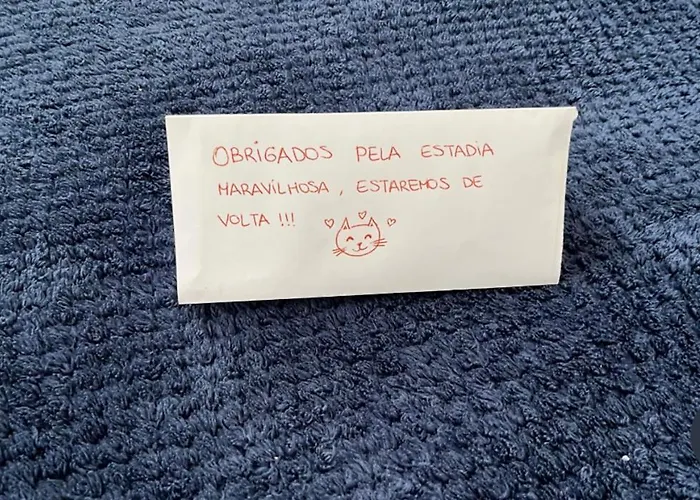 OBRIGADOS PELA ESTADIA
MARAVILHOSA, ESTAREMOS DE
VOLTA !!!